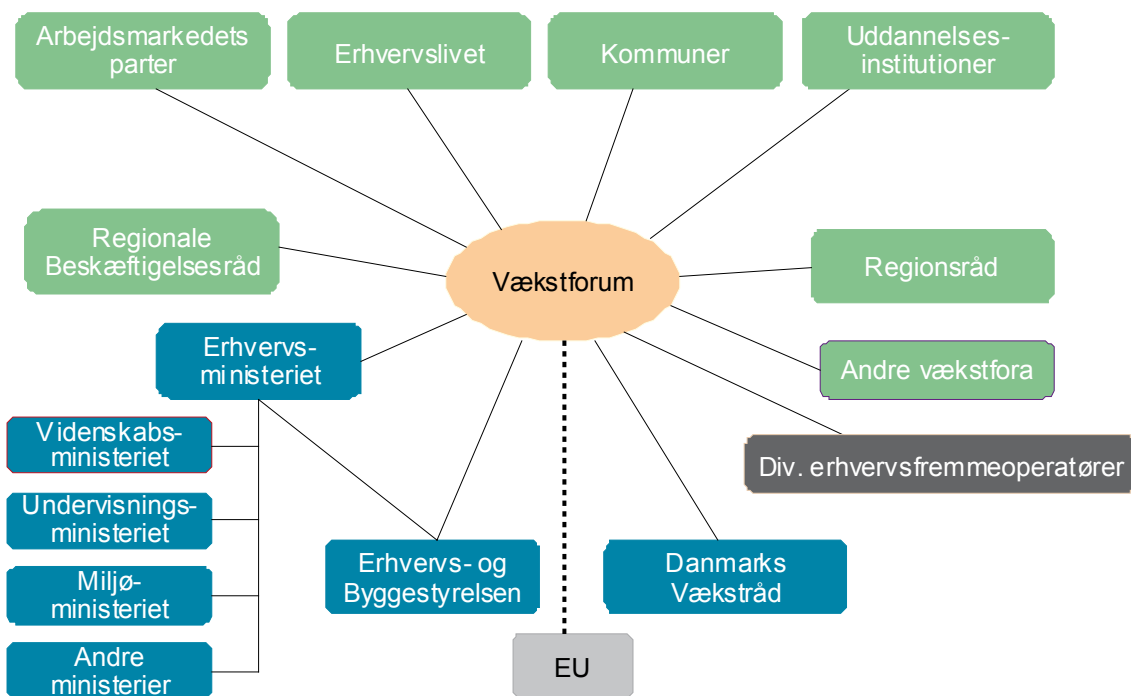 Arbejdsmarkedets
parter
Erhvervslivet
Kommuner
Uddannelses-
institutioner
Regionale
Beskæftigelsesråd
Vækstforum
Regionsråd
Erhvervs-
ministeriet
Andre vækstfora
Videnskabs-
ministeriet
Div. erhvervsfremmeoperatører
Undervisnings-
ministeriet
Erhvervs- og
Byggestyrelsen
Danmarks
Vækstråd
Miljø-
ministeriet
Andre
ministerier
EU